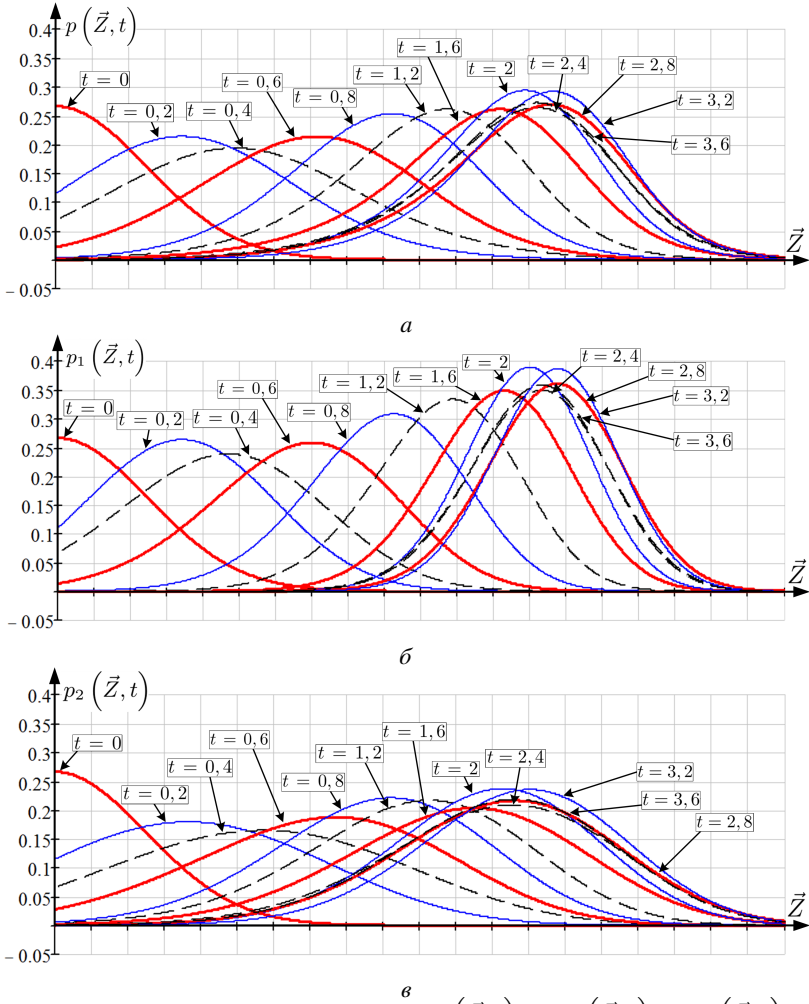 p (Z⃗, t)
0.4
0.35
0.3
0.25
0.2
0.15
0.1
0.05
– 0.05
t = 0
t = 0,2
t = 0,4
t = 0,6
t = 0,8
t = 1,2
t = 1,6
t = 2
t = 2,4
t = 2,8
t = 3,2
t = 3,6
Z⃗
а
p₁ (Z⃗, t)
0.4
0.35
0.3
0.25
0.2
0.15
0.1
0.05
– 0.05
t = 0
t = 0,2
t = 0,4
t = 0,6
t = 0,8
t = 1,2
t = 1,6
t = 2
t = 2,4
t = 2,8
t = 3,2
t = 3,6
Z⃗
б
p₂ (Z⃗, t)
0.4
0.35
0.3
0.25
0.2
0.15
0.1
0.05
– 0.05
t = 0
t = 0,2
t = 0,4
t = 0,6
t = 0,8
t = 1,2
t = 1,6
t = 2
t = 2,4
t = 3,2
t = 3,6
t = 2,8
Z⃗
в